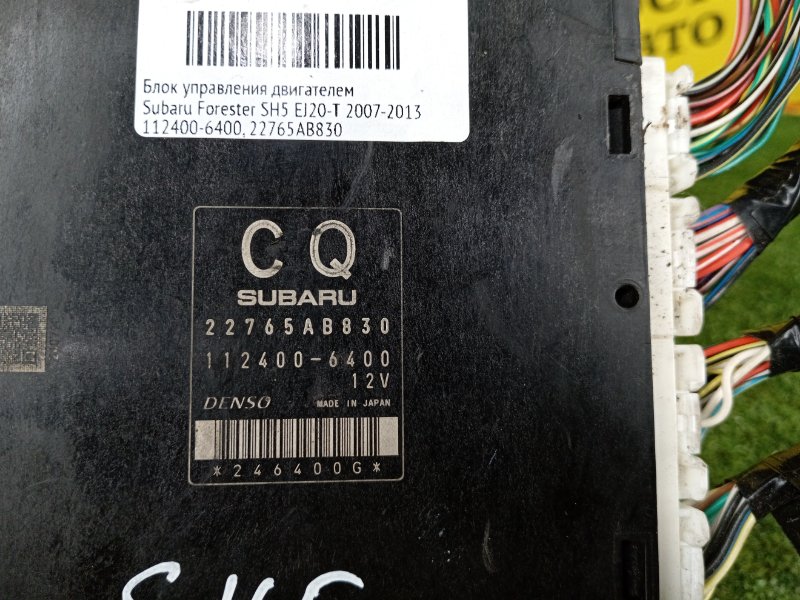 Блок управления двигателем
Subaru Forester SH5 EJ20-T 2007-2013
112400-6400, 22765AB830
C Q
SUBARU
22765AB830
112400-6400
12V
DENSO MADE IN JAPAN
*246400G*